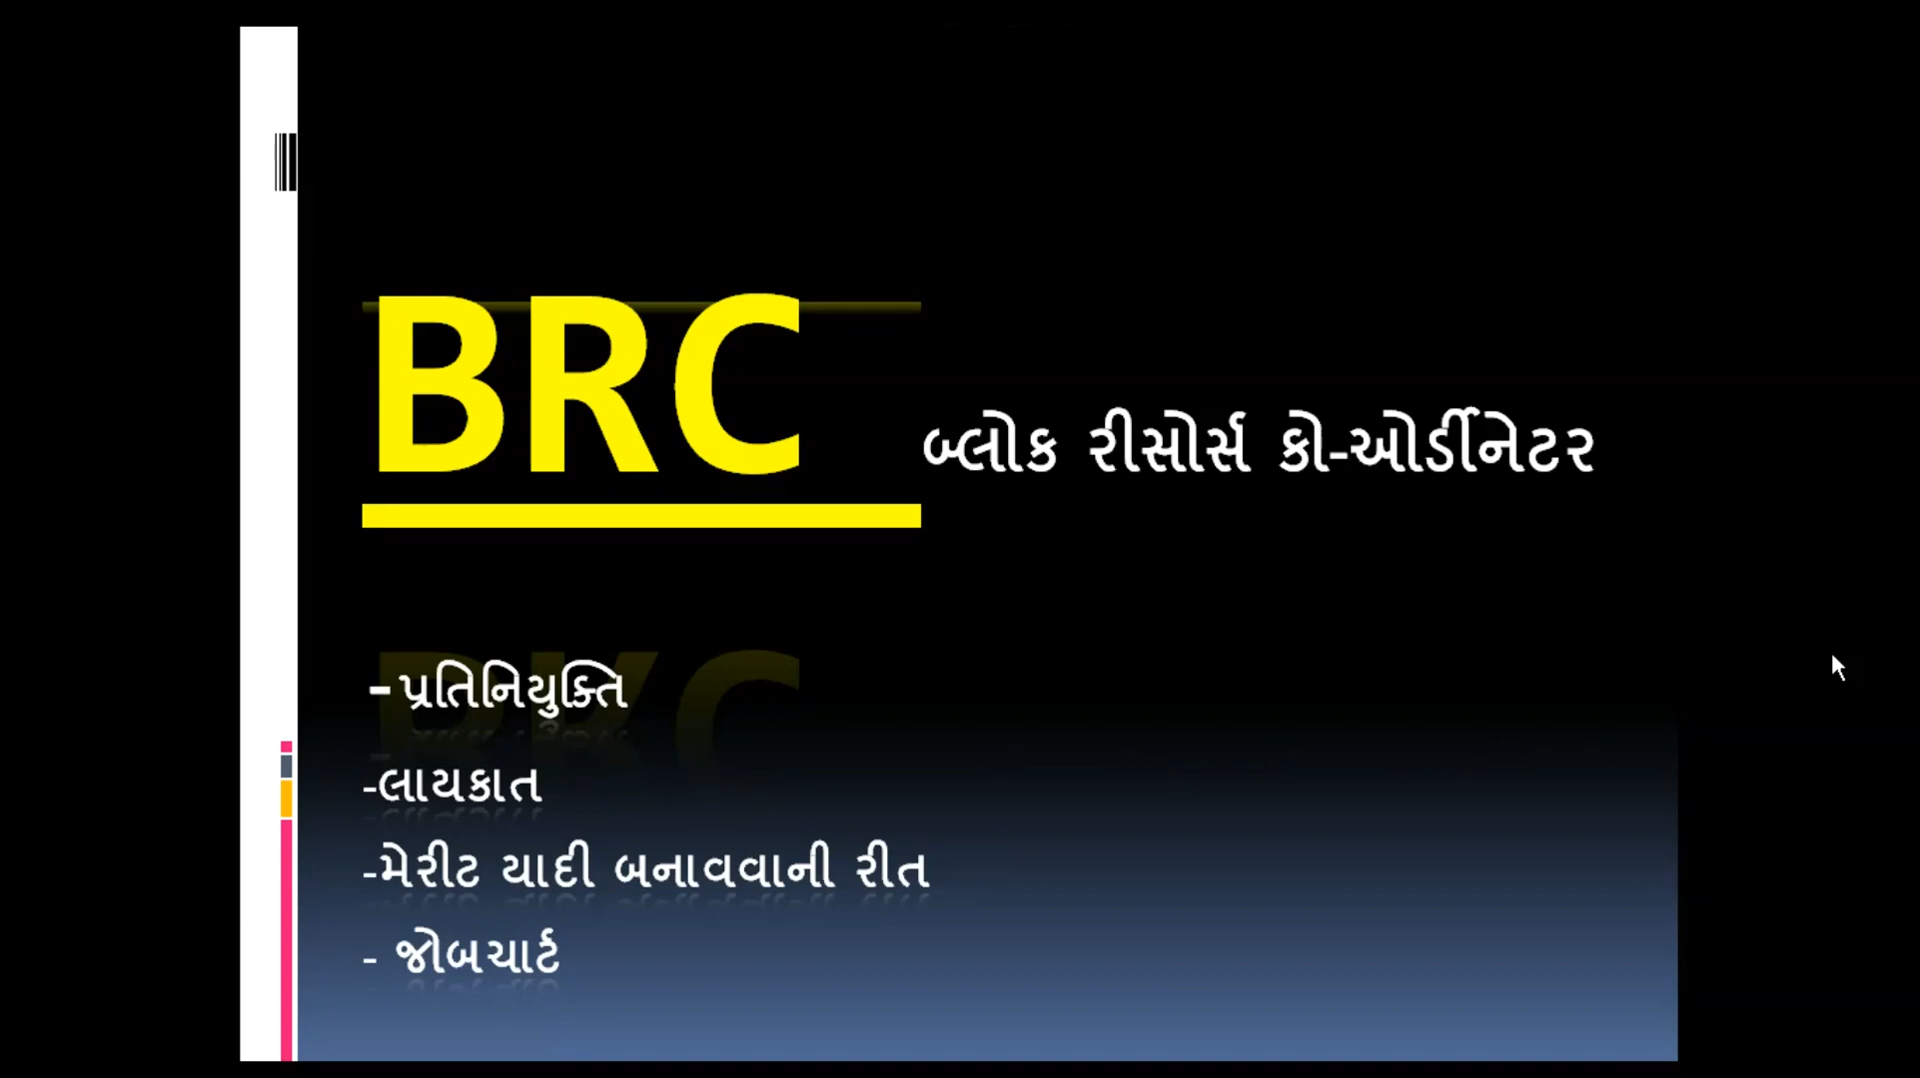 BRC બ્લોક રીસોર્સ કો-ઓર્ડીનેટર
-પ્રતિનિયુક્તિ
-લાયકાત
-મેરીટ યાદી બનાવવાની રીત
- જોબચાર્ટ